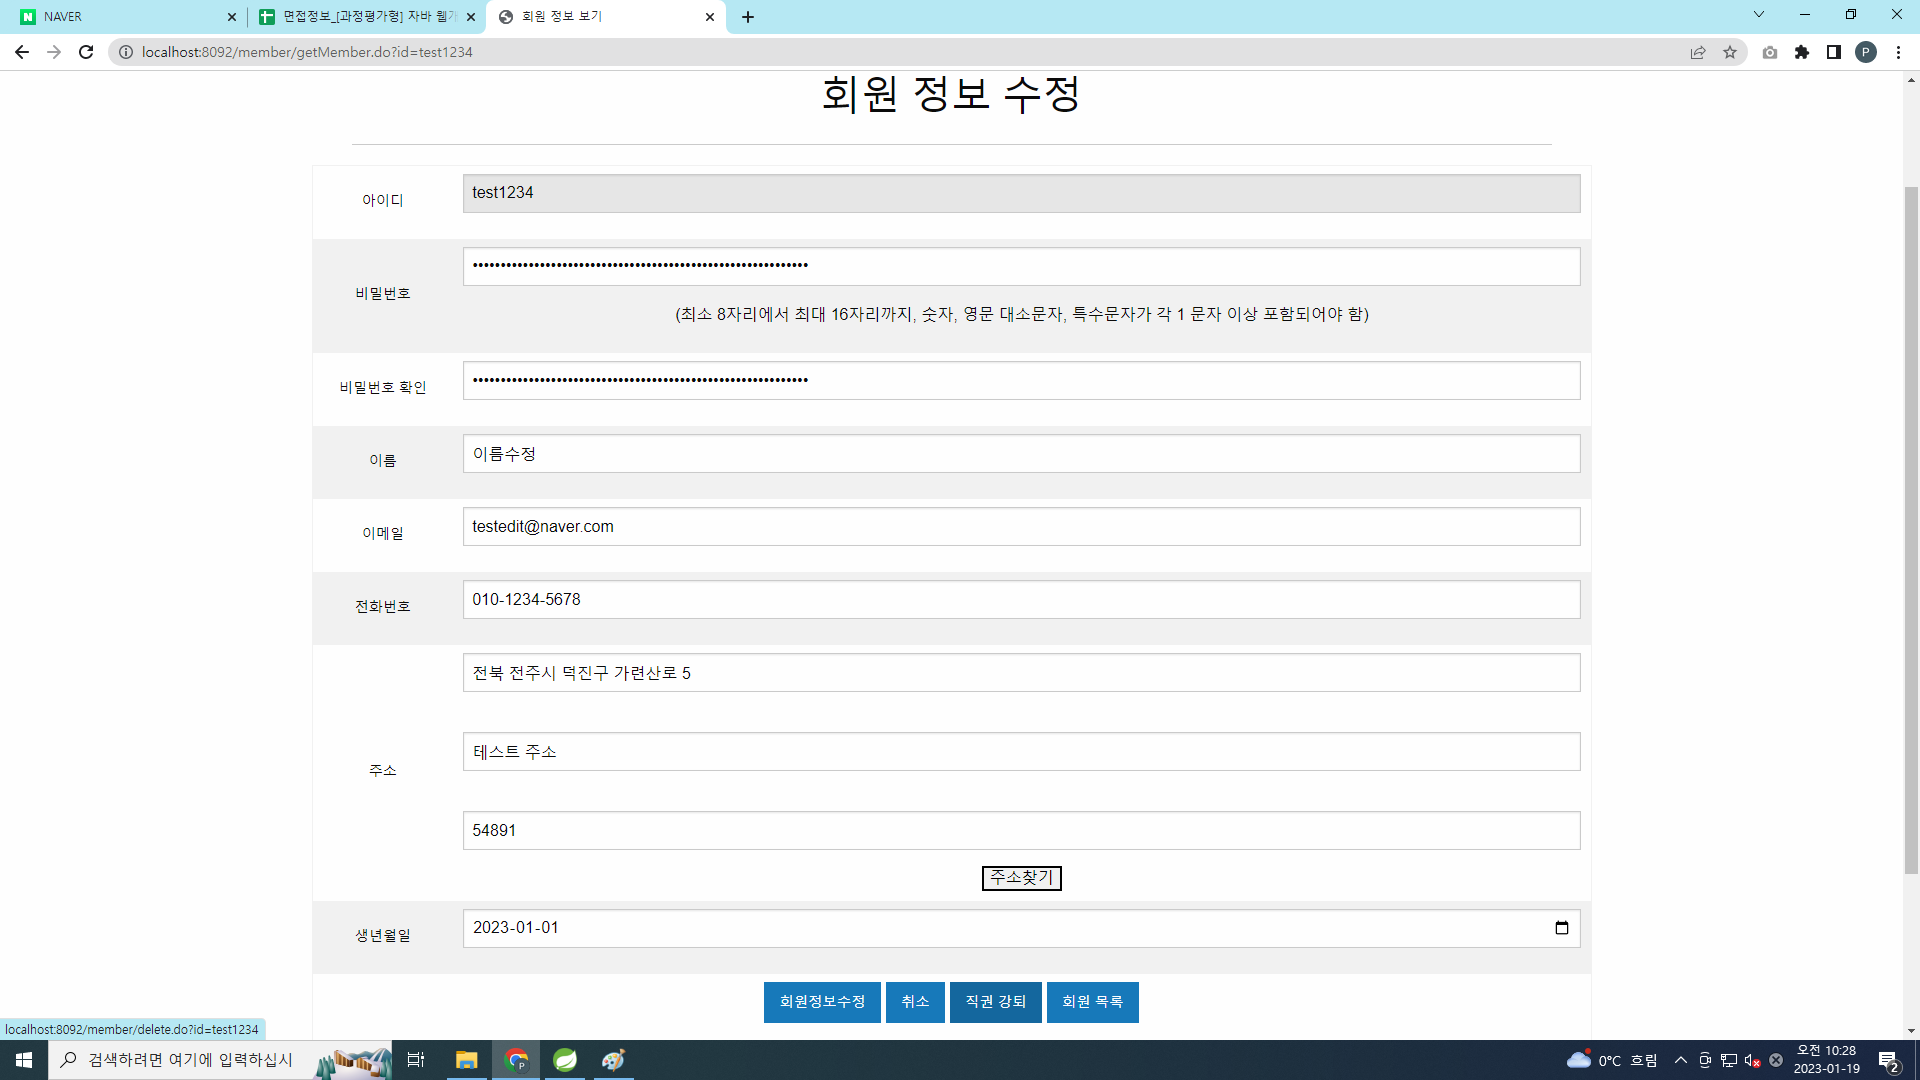 NAVER
면접정보_[과정평가형] 자바 웹기
회원 정보 보기
localhost:8092/member/getMember.do?id=test1234
P
회원 정보 수정
아이디
test1234
비밀번호
••••••••••••••••••••••••••••••••••••••••••••••••••••••••••••
(최소 8자리에서 최대 16자리까지, 숫자, 영문 대소문자, 특수문자가 각 1 문자 이상 포함되어야 함)
비밀번호 확인
••••••••••••••••••••••••••••••••••••••••••••••••••••••••••••
이름
이름수정
이메일
testedit@naver.com
전화번호
010-1234-5678
주소
전북 전주시 덕진구 가련산로 5
테스트 주소
54891
주소찾기
생년월일
2023-01-01
회원정보수정 취소 직권 강퇴 회원 목록
localhost:8092/member/delete.do?id=test1234
검색하려면 여기에 입력하십시
P
0°C 흐림
오전 10:28
2023-01-19
2